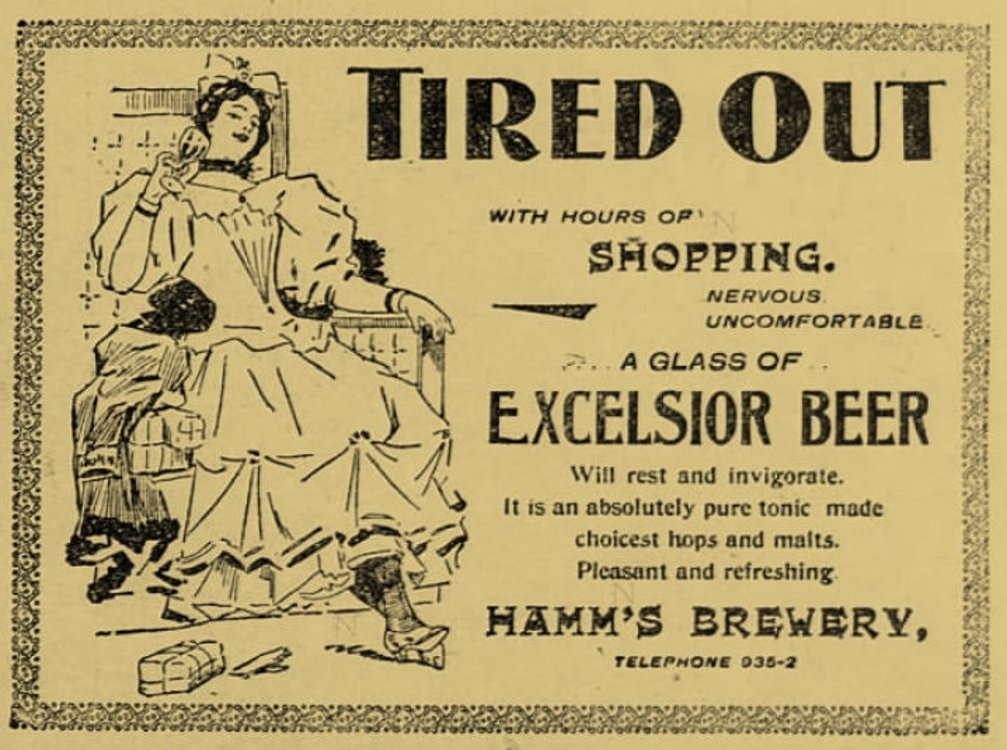 TIRED OUT
WITH HOURS OF
SHOPPING.
NERVOUS
UNCOMFORTABLE
A GLASS OF
EXCELSIOR BEER
Will rest and invigorate.
It is an absolutely pure tonic made
choicest hops and malts.
Pleasant and refreshing.
HAMM'S BREWERY,
TELEPHONE 935-2